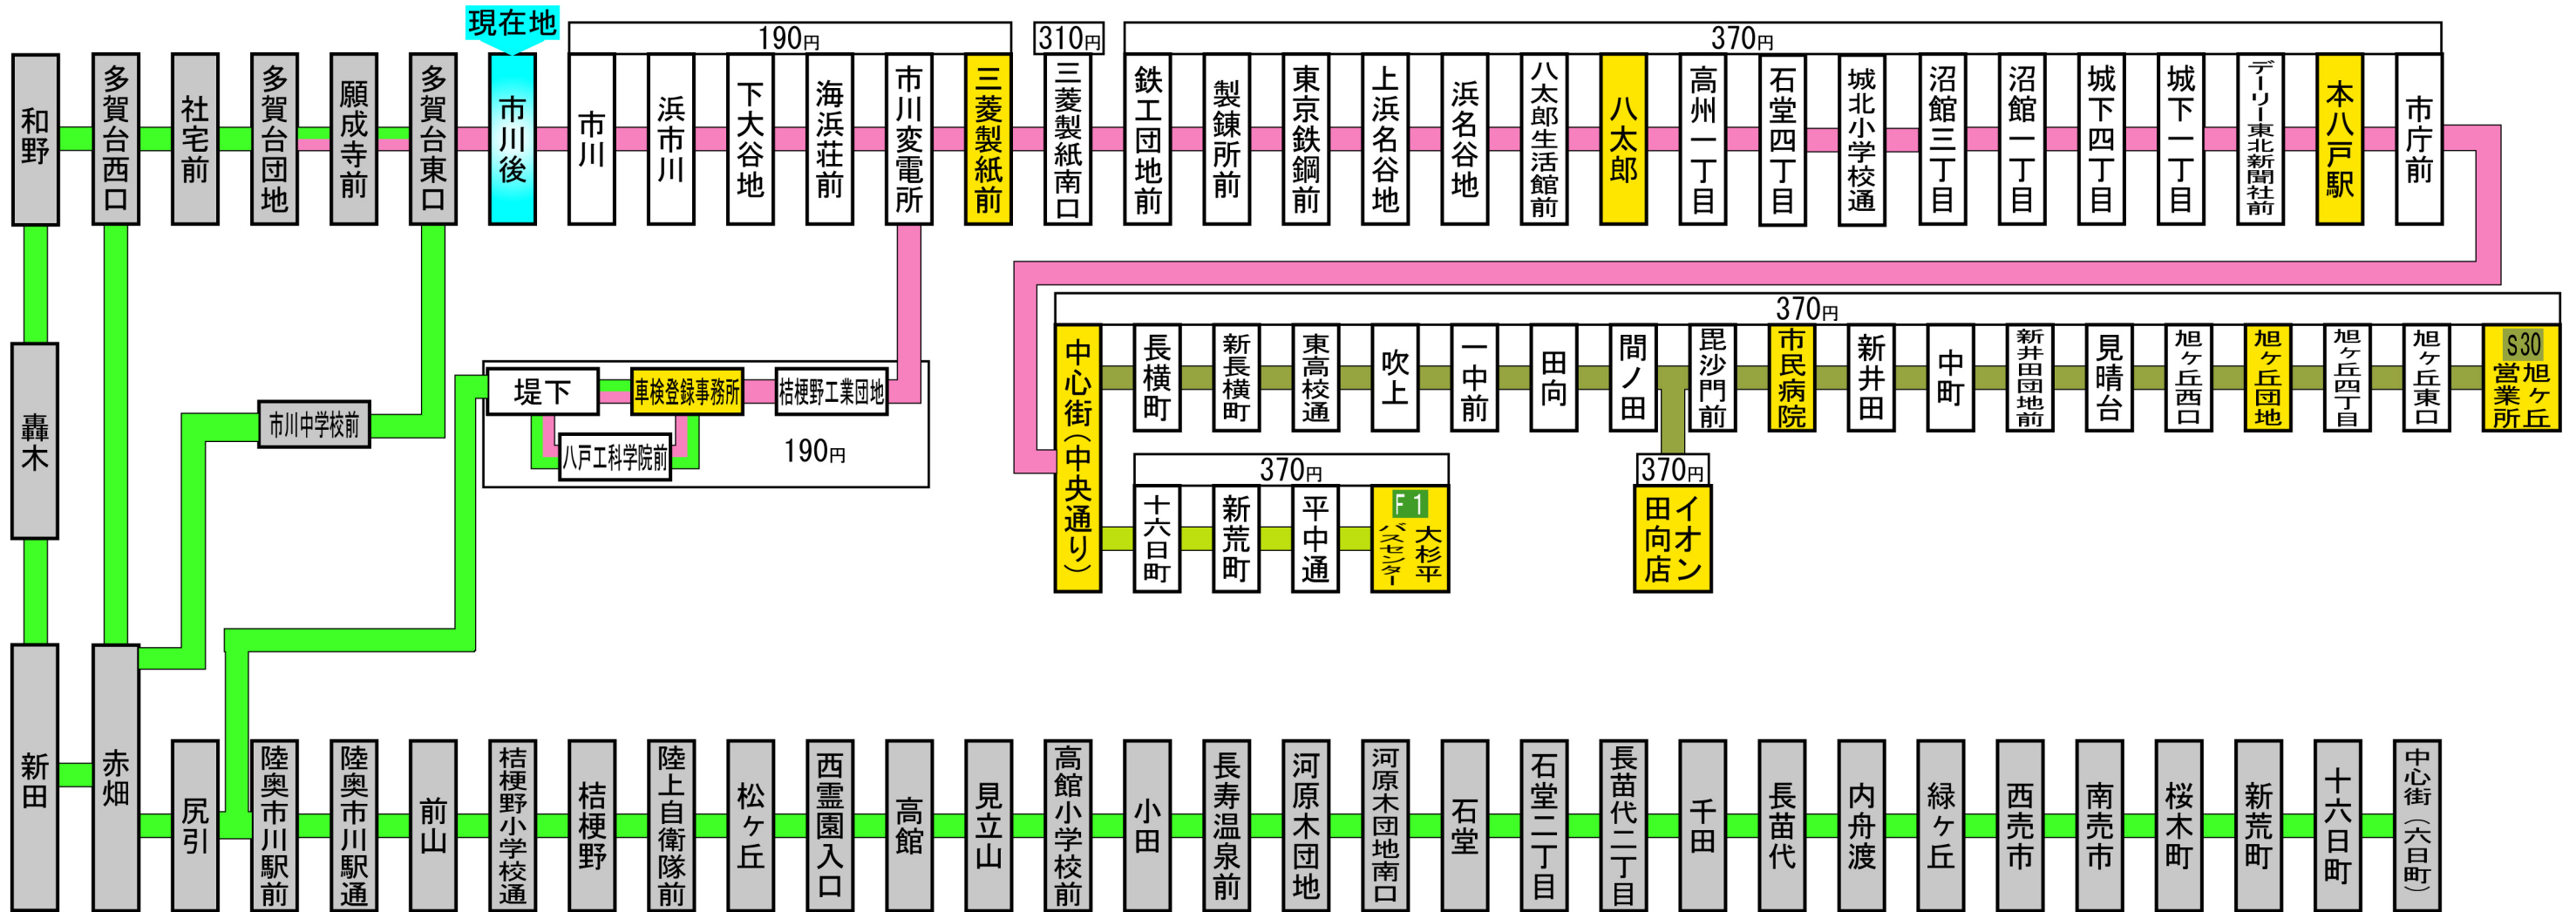 現在地
190円
310円
370円
和野
多賀台西口
社宅前
多賀台団地
願成寺前
多賀台東口
市川後
市川
浜市川
下大谷地
海浜荘前
市川変電所
三菱製紙前
三菱製紙南口
鉄工団地前
製錬所前
東京鉄鋼前
上浜名谷地
浜名谷地
八太郎生活館前
八太郎
高州一丁目
石堂四丁目
城北小学校通
沼館三丁目
沼館一丁目
城下四丁目
城下一丁目
デーリー東北新聞社前
本八戸駅
市庁前
370円
中心街(中央通り)
長横町
新長横町
東高校通
吹上
一中前
田向
間ノ田
毘沙門前
市民病院
新井田
中町
新井田団地前
見晴台
旭ヶ丘西口
旭ヶ丘団地
旭ヶ丘四丁目
旭ヶ丘東口
S30
旭ヶ丘
営業所
轟木
市川中学校前
堤下
車検登録事務所
桔梗野工業団地
八戸工科学院前
190円
370円
十六日町
新荒町
平中通
F1
大杉平
バスセンター
370円
イオン
田向店
新田
赤畑
尻引
陸奥市川駅前
陸奥市川駅通
前山
桔梗野小学校通
桔梗野
陸上自衛隊前
松ヶ丘
西霊園入口
高館
見立山
高館小学校前
小田
長寿温泉前
河原木団地
河原木団地南口
石堂
石堂二丁目
長苗代二丁目
千田
長苗代
内舟渡
緑ヶ丘
西売市
南売市
桜木町
新荒町
十六日町
中心街(六日町)